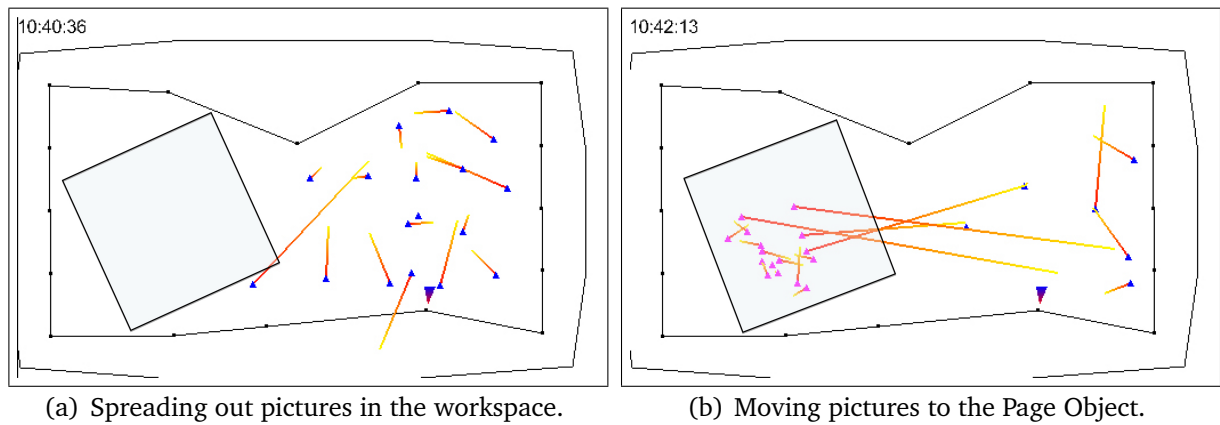 10:40:36
10:42:13
(a) Spreading out pictures in the workspace.
(b) Moving pictures to the Page Object.